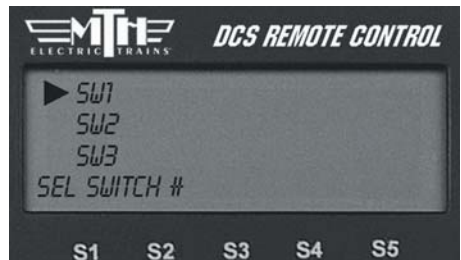 MTH
ELECTRIC TRAINS
DCS REMOTE CONTROL
SW1
SW2
SW3
SEL SWITCH #
S1 S2 S3 S4 S5